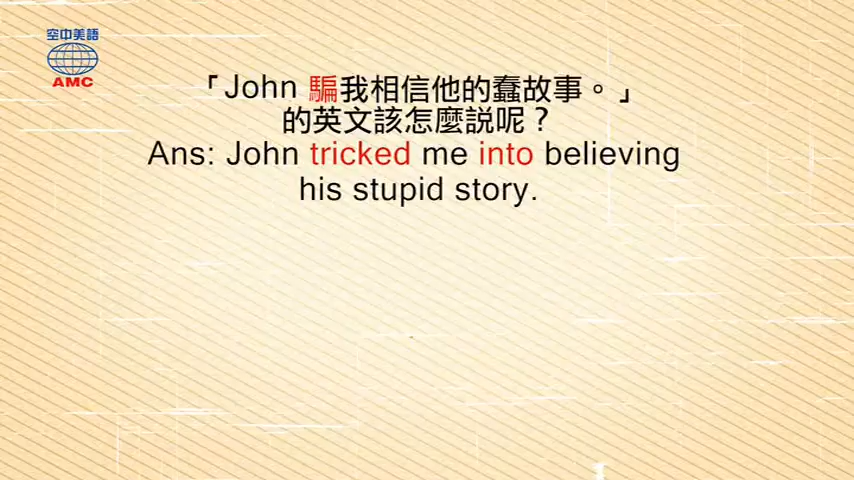 空中美語
AMC
「John 騙我相信他的蠢故事。」
的英文該怎麼說呢？
Ans: John tricked me into believing
his stupid story.